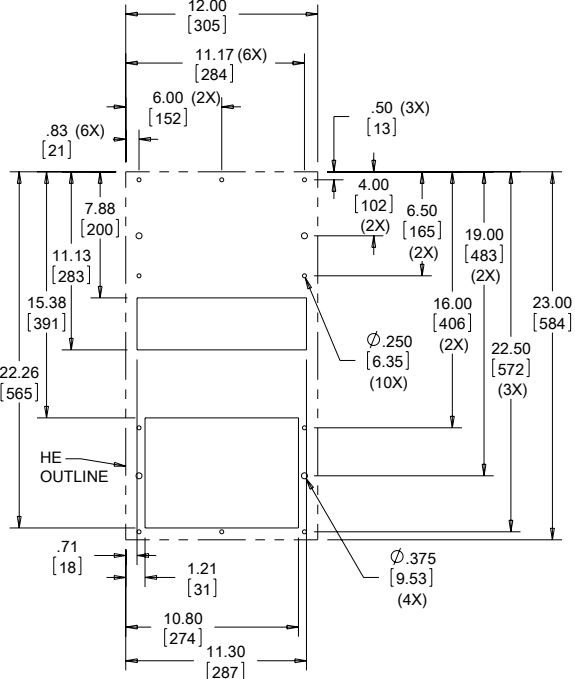 12.00
[305]
11.17 (6X)
[284]
6.00 (2X)
[152]
.50 (3X)
[13]
.83 (6X)
[21]
4.00
[102]
(2X)
6.50
[165]
(2X)
7.88
[200]
19.00
[483]
(2X)
11.13
[283]
15.38
[391]
16.00
[406]
(2X)
23.00
[584]
∅.250
[6.35]
(10X)
22.50
[572]
(3X)
22.26
[565]
HE
OUTLINE
.71
[18]
1.21
[31]
∅.375
[9.53]
(4X)
10.80
[274]
11.30
[287]